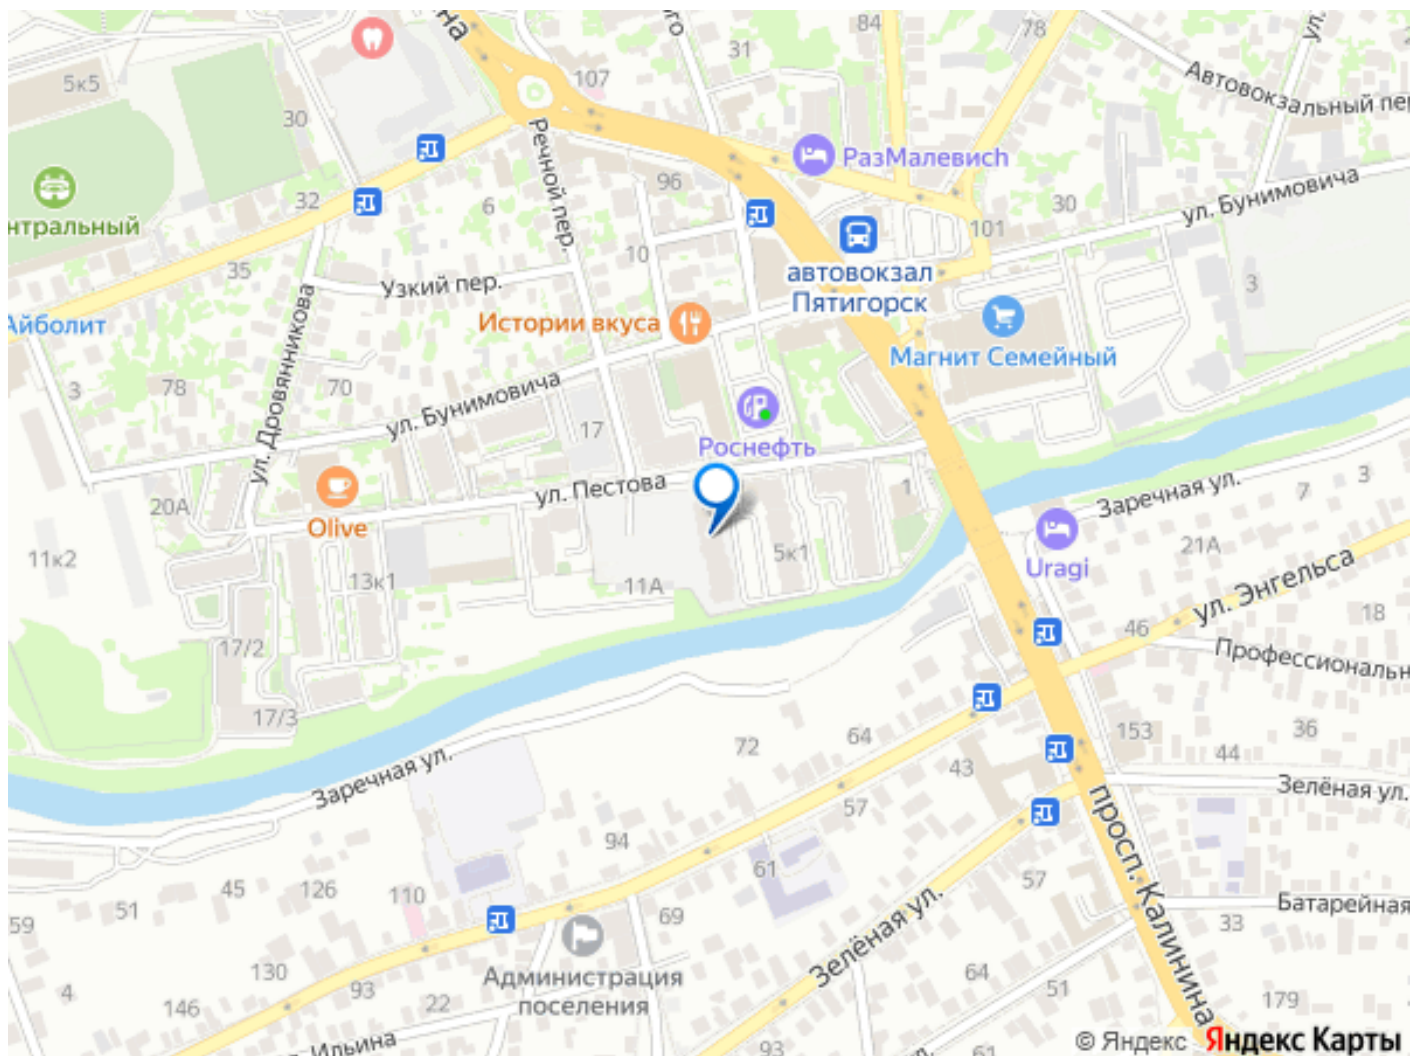 84
78
31
107
5к5
30
Автовокзальный пер
Речной пер.
РазМалевич
96
32
6
30
ул. Бунимовича
нтральный
101
10
35
Узкий пер.
автовокзал
Пятигорск
3
Айболит
Истории вкуса
Магнит Семейный
3
78
70
ул. Дровянникова
ул. Бунимовича
17
Роснефть
ул. Пестова
1
Заречная ул.
7
3
20А
Olive
11к2
13к1
11А
5к1
Uragi
21А
ул. Энгельса
18
46
17/2
Профессиональн
17/3
72
64
153
36
44
43
Заречная ул.
Зелёная ул.
57
94
просп. Калинина
61
57
45
126
110
51
59
69
33
Батарейная
Зелёная ул.
Администрация
поселения
130
64
51
4
93
22
146
179
Ильина
93
61
© Яндекс Яндекс Карты